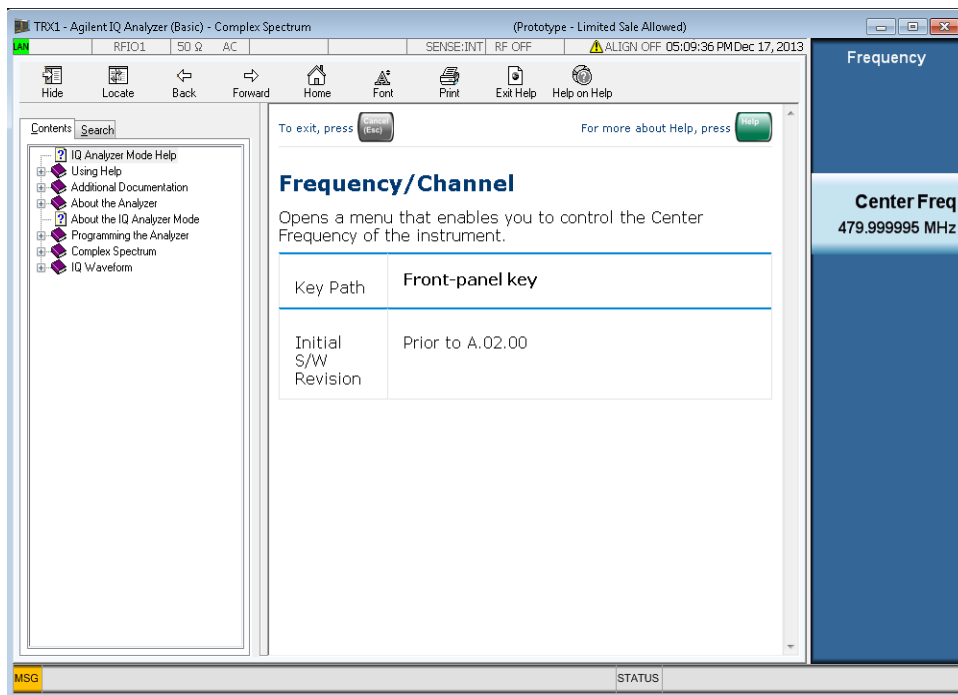 TRX1 - Agilent IQ Analyzer (Basic) - Complex Spectrum (Prototype - Limited Sale Allowed)
LAN RFIO1 50 Ω AC SENSE:INT RF OFF ALIGN OFF 05:09:36 PM Dec 17, 2013
Frequency
Hide Locate Back Forward Home Font Print Exit Help Help on Help
Contents Search
IQ Analyzer Mode Help
Using Help
Additional Documentation
About the Analyzer
About the IQ Analyzer Mode
Programming the Analyzer
Complex Spectrum
IQ Waveform
To exit, press Cancel (Esc) For more about Help, press Help
Frequency/Channel
Opens a menu that enables you to control the Center
Frequency of the instrument.
Key Path Front-panel key
Initial Prior to A.02.00
S/W
Revision
Center Freq
479.999995 MHz
MSG STATUS